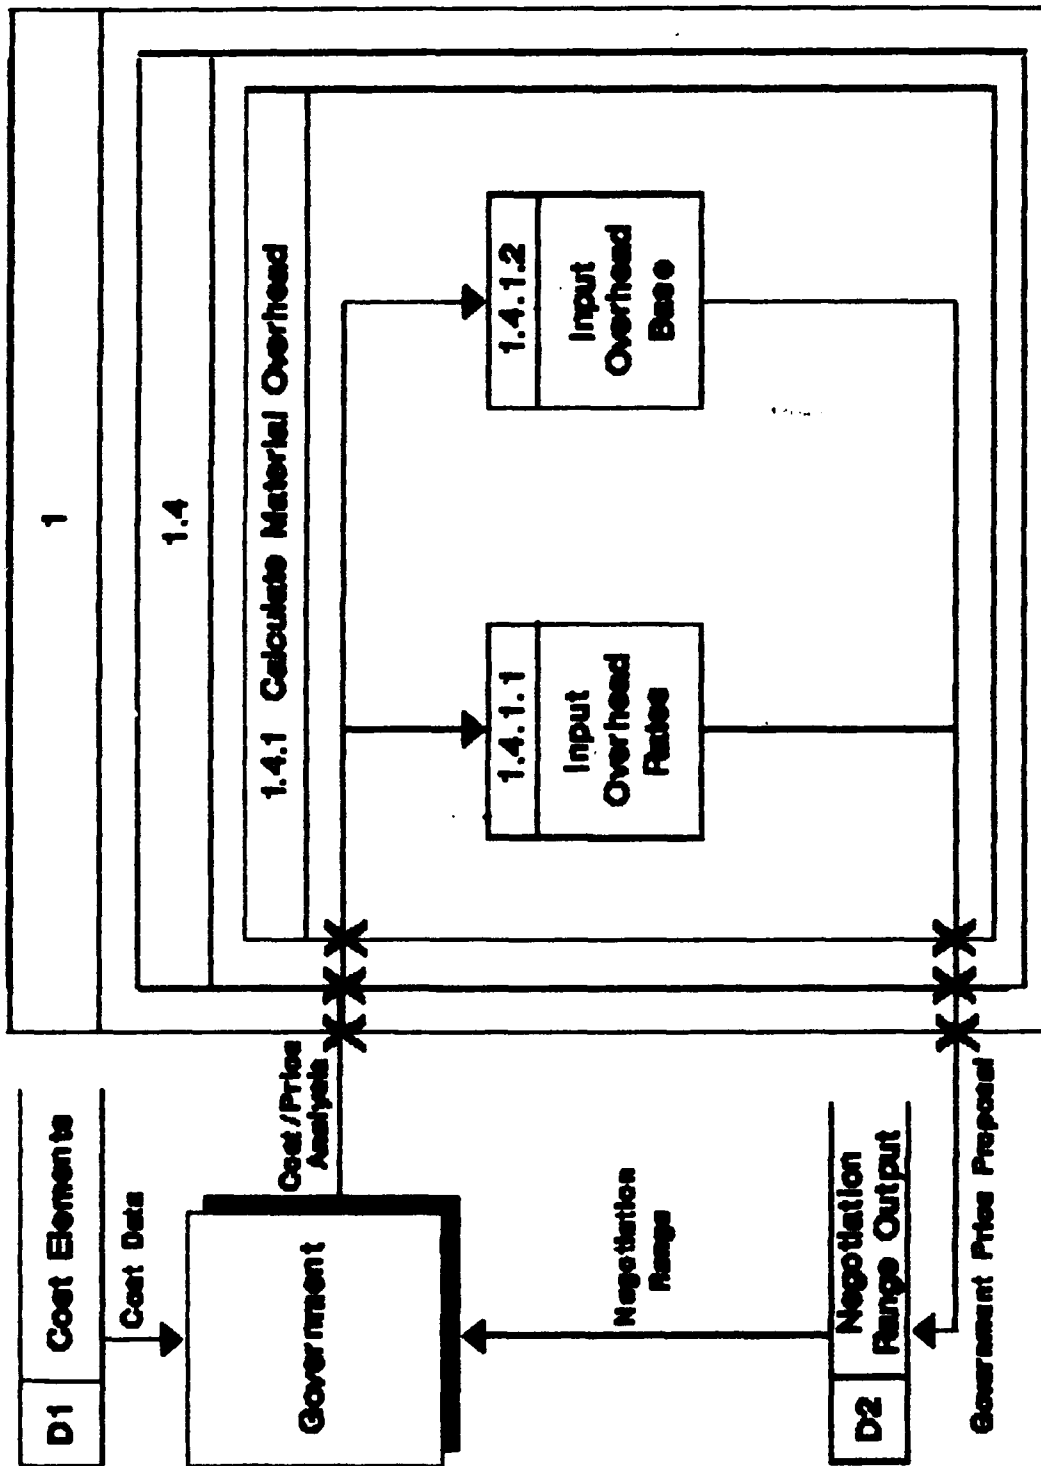 1
1.4
1.4.1 Calculate Material Overhead
1.4.1.1
Input
Overhead
Rates
1.4.1.2
Input
Overhead
Base
D1
Cost Elements
Cost Data
Government
Cost/Price
Analysis
Negotiation
Range
D2
Negotiation
Range Output
Government Price Proposal